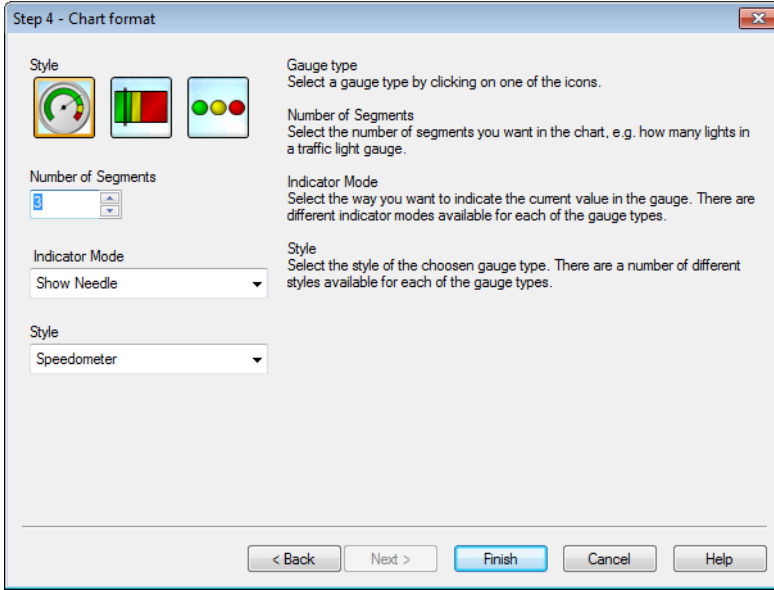 Step 4 - Chart format
Style
Number of Segments
3
Indicator Mode
Show Needle
Style
Speedometer
Gauge type
Select a gauge type by clicking on one of the icons.
Number of Segments
Select the number of segments you want in the chart, e.g. how many lights in
a traffic light gauge.
Indicator Mode
Select the way you want to indicate the current value in the gauge. There are
different indicator modes available for each of the gauge types.
Style
Select the style of the choosen gauge type. There are a number of different
styles available for each of the gauge types.
< Back
Next >
Finish
Cancel
Help